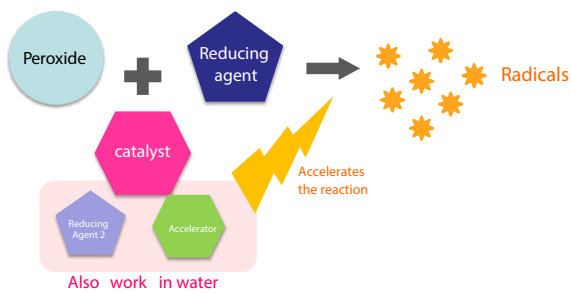 Peroxide
Reducing
agent
Radicals
catalyst
Accelerates
the reaction
Reducing
Agent 2
Accelerator
Also work in water